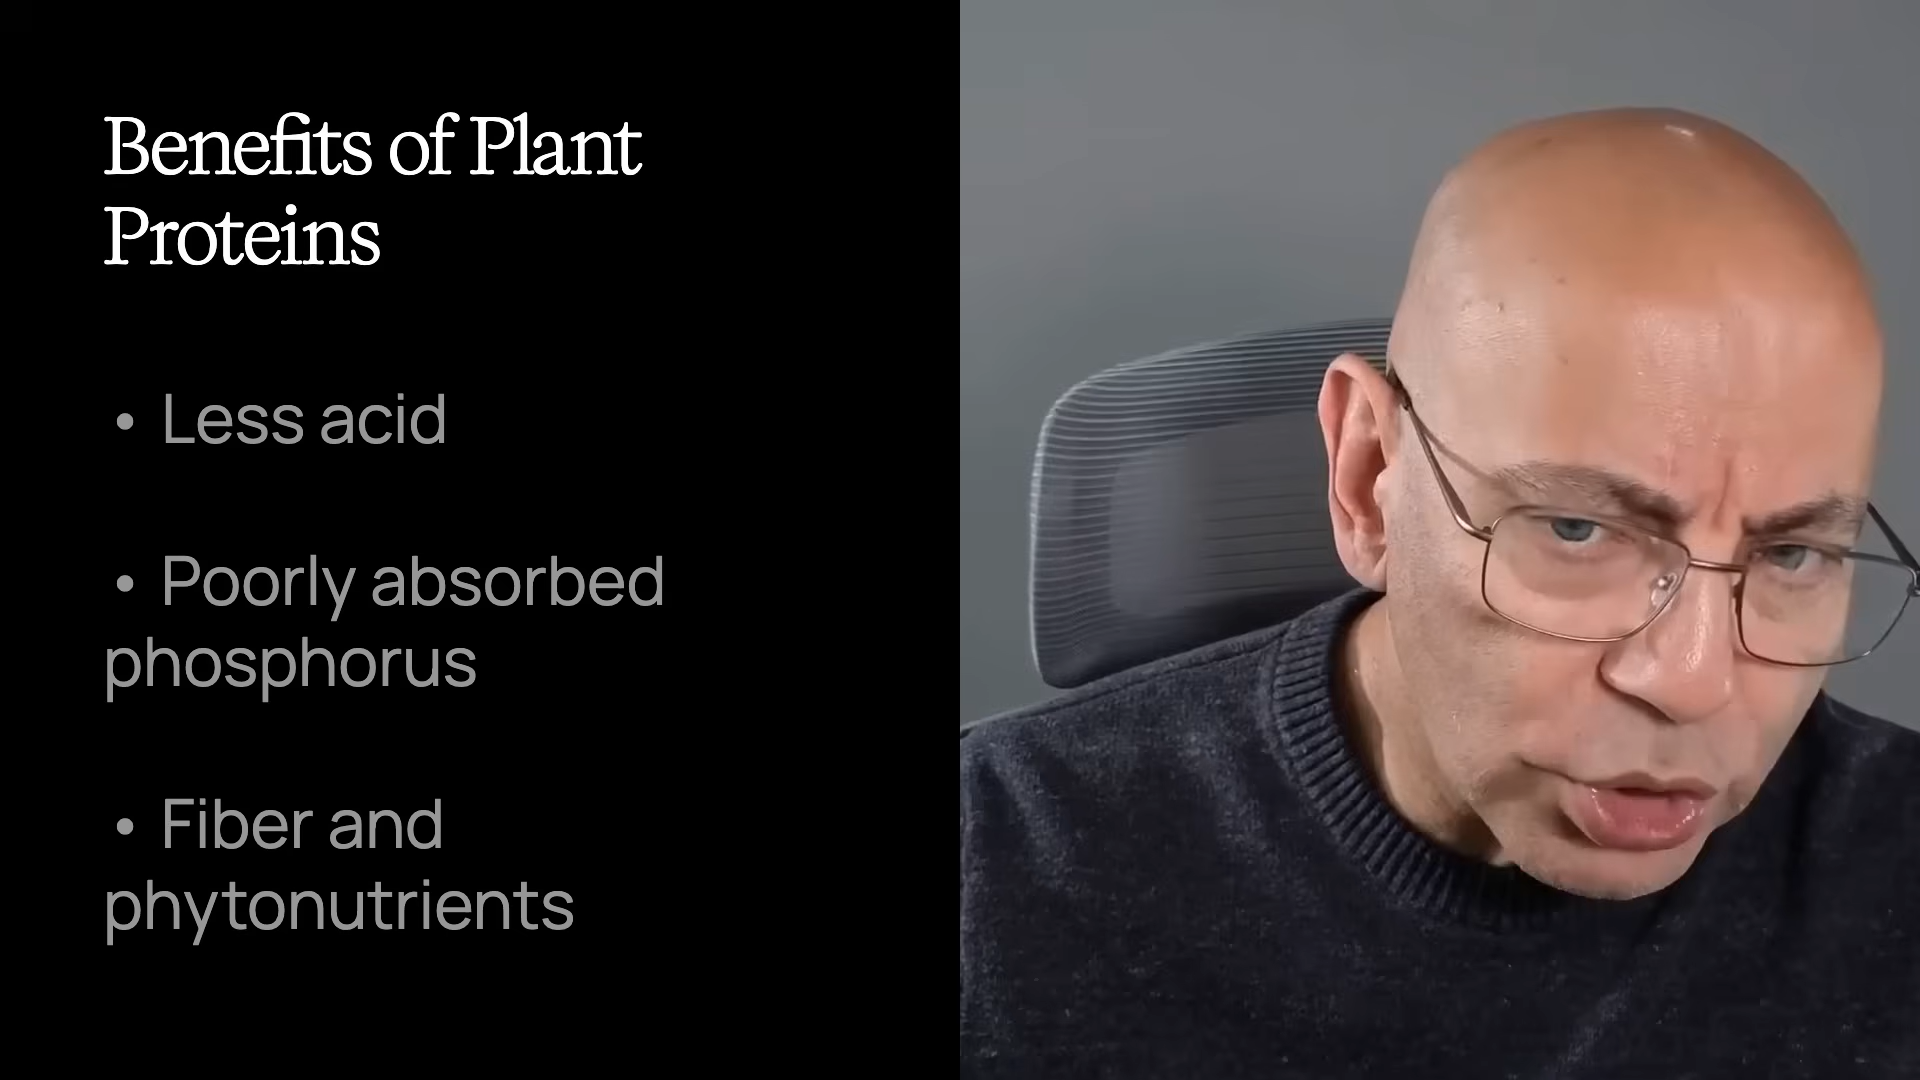 Benefits of Plant
Proteins
• Less acid
• Poorly absorbed
phosphorus
• Fiber and
phytonutrients